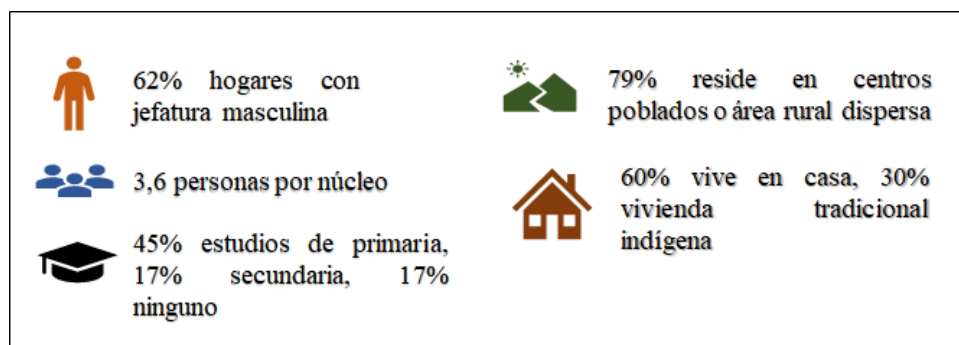 62% hogares con
jefatura masculina
3,6 personas por núcleo
45% estudios de primaria,
17% secundaria, 17%
ninguno
79% reside en centros
poblados o área rural dispersa
60% vive en casa, 30%
vivienda tradicional
indígena